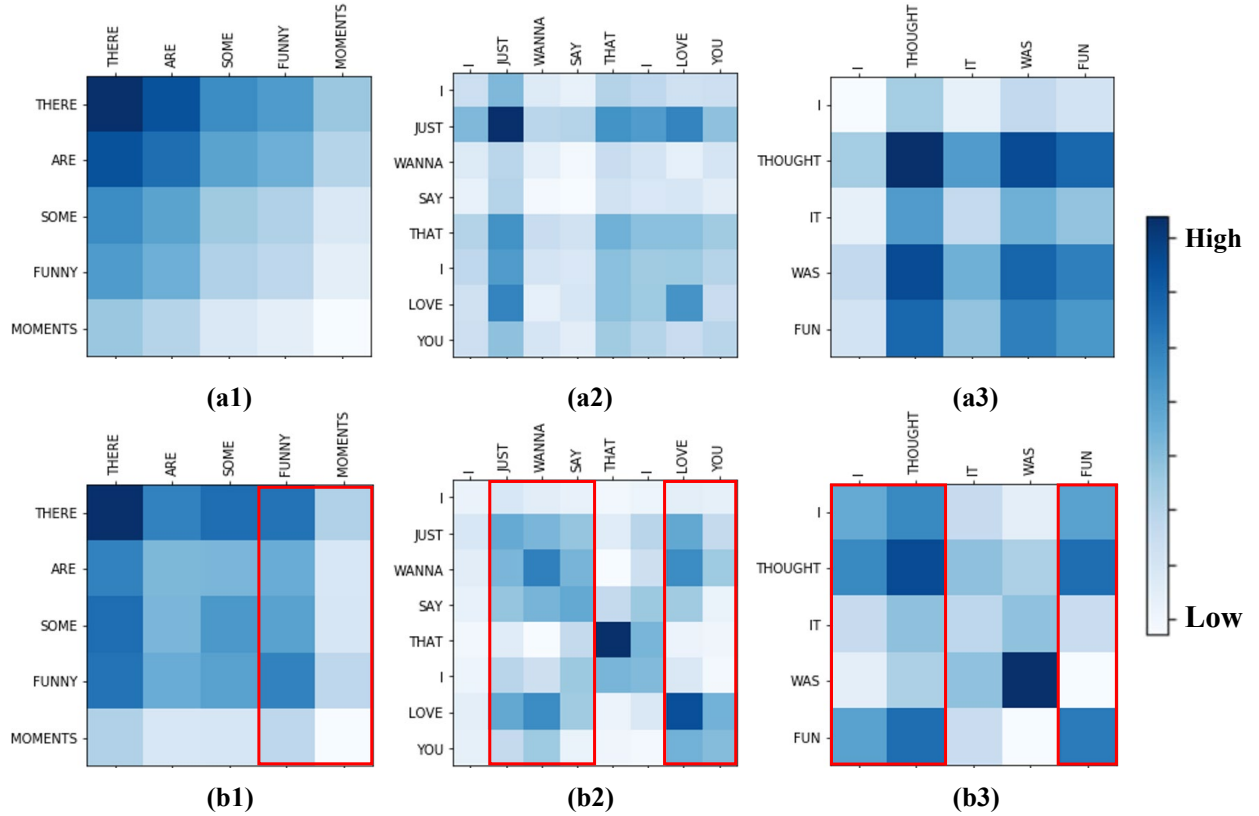 THERE ARE SOME FUNNY MOMENTS
THERE
ARE
SOME
FUNNY
MOMENTS
(a1)
I JUST WANNA SAY THAT I LOVE YOU
I
JUST
WANNA
SAY
THAT
I
LOVE
YOU
(a2)
I THOUGHT IT WAS FUN
I
THOUGHT
IT
WAS
FUN
(a3)
High
Low
THERE ARE SOME FUNNY MOMENTS
THERE
ARE
SOME
FUNNY
MOMENTS
(b1)
I JUST WANNA SAY THAT I LOVE YOU
I
JUST
WANNA
SAY
THAT
I
LOVE
YOU
(b2)
I THOUGHT IT WAS FUN
I
THOUGHT
IT
WAS
FUN
(b3)